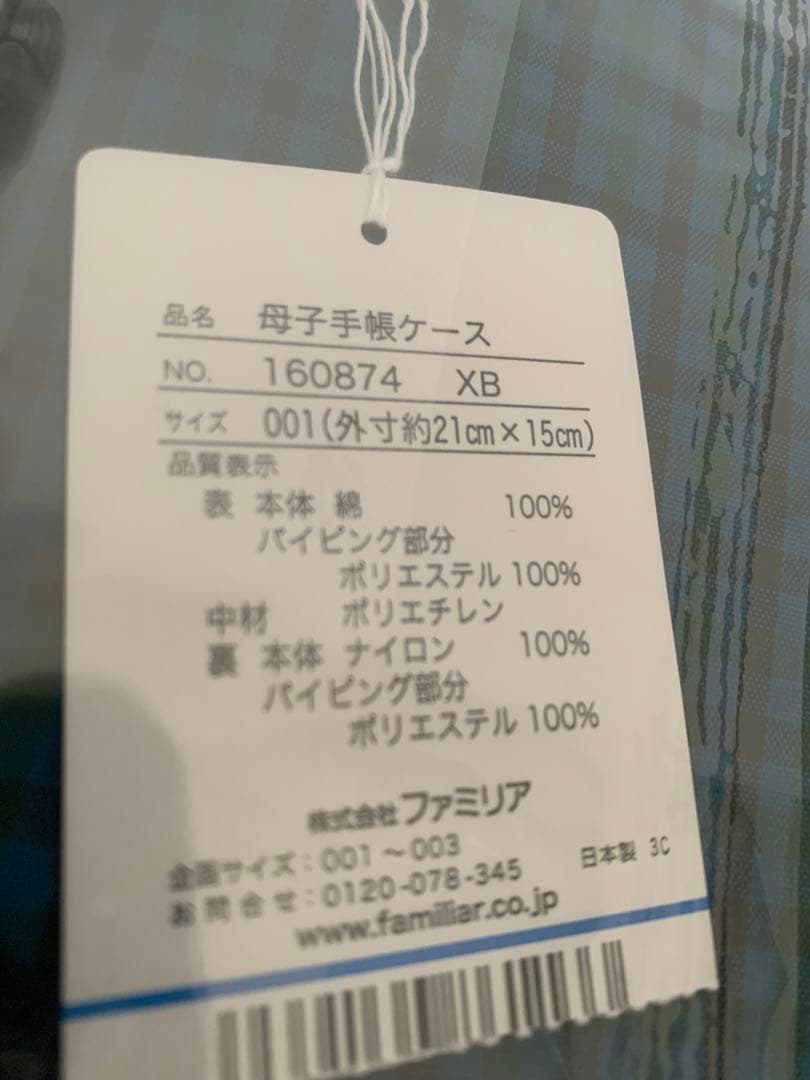 品名 母子手帳ケース
NO. 160874 XB
サイズ 001(外寸約21cm×15cm)
品質表示
表 本体 綿 100%
パイピング部分
ポリエステル 100%
中材 ポリエチレン
裏 本体 ナイロン 100%
パイピング部分
ポリエステル 100%
株式会社ファミリア
企画サイズ：001～003
日本製 3C
お問合せ：0120-078-345
www.familiar.co.jp